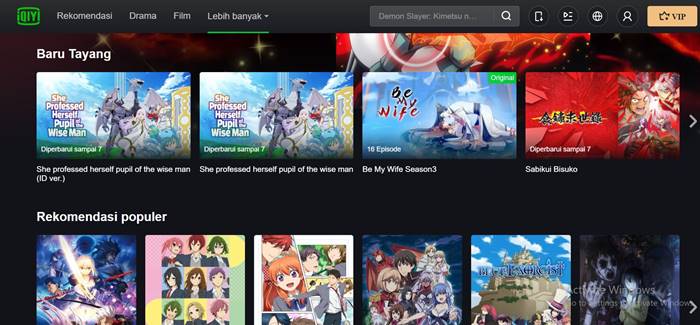 iQIYI
Rekomendasi
Drama
Film
Lebih banyak
Demon Slayer: Kimetsu n...
VIP
Baru Tayang
She
Professed
Herself
Pupil of the
Wise Man
Diperbarui sampai 7
She
Professed
Herself
Pupil of the
Wise Man
Diperbarui sampai 7
Original
Be
My
Wife
16 Episode
Diperbarui sampai 7
She professed herself pupil of the wise man
(ID ver.)
She professed herself pupil of the wise man
Be My Wife Season3
Sabikui Bisuko
Rekomendasi populer
BLUE EXORCIST
Activate Windows
Go to Settings to activate Windows.